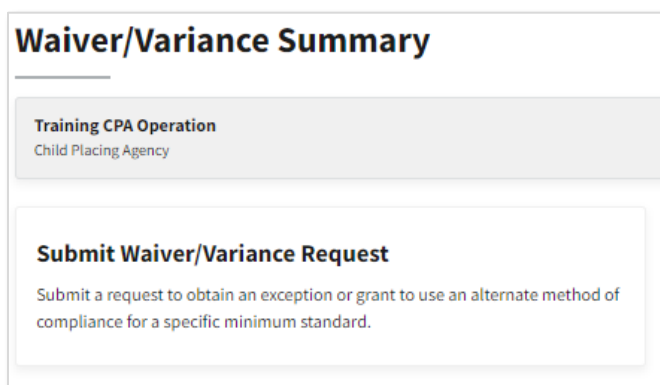 Waiver/Variance Summary
Training CPA Operation
Child Placing Agency
Submit Waiver/Variance Request
Submit a request to obtain an exception or grant to use an alternate method of
compliance for a specific minimum standard.